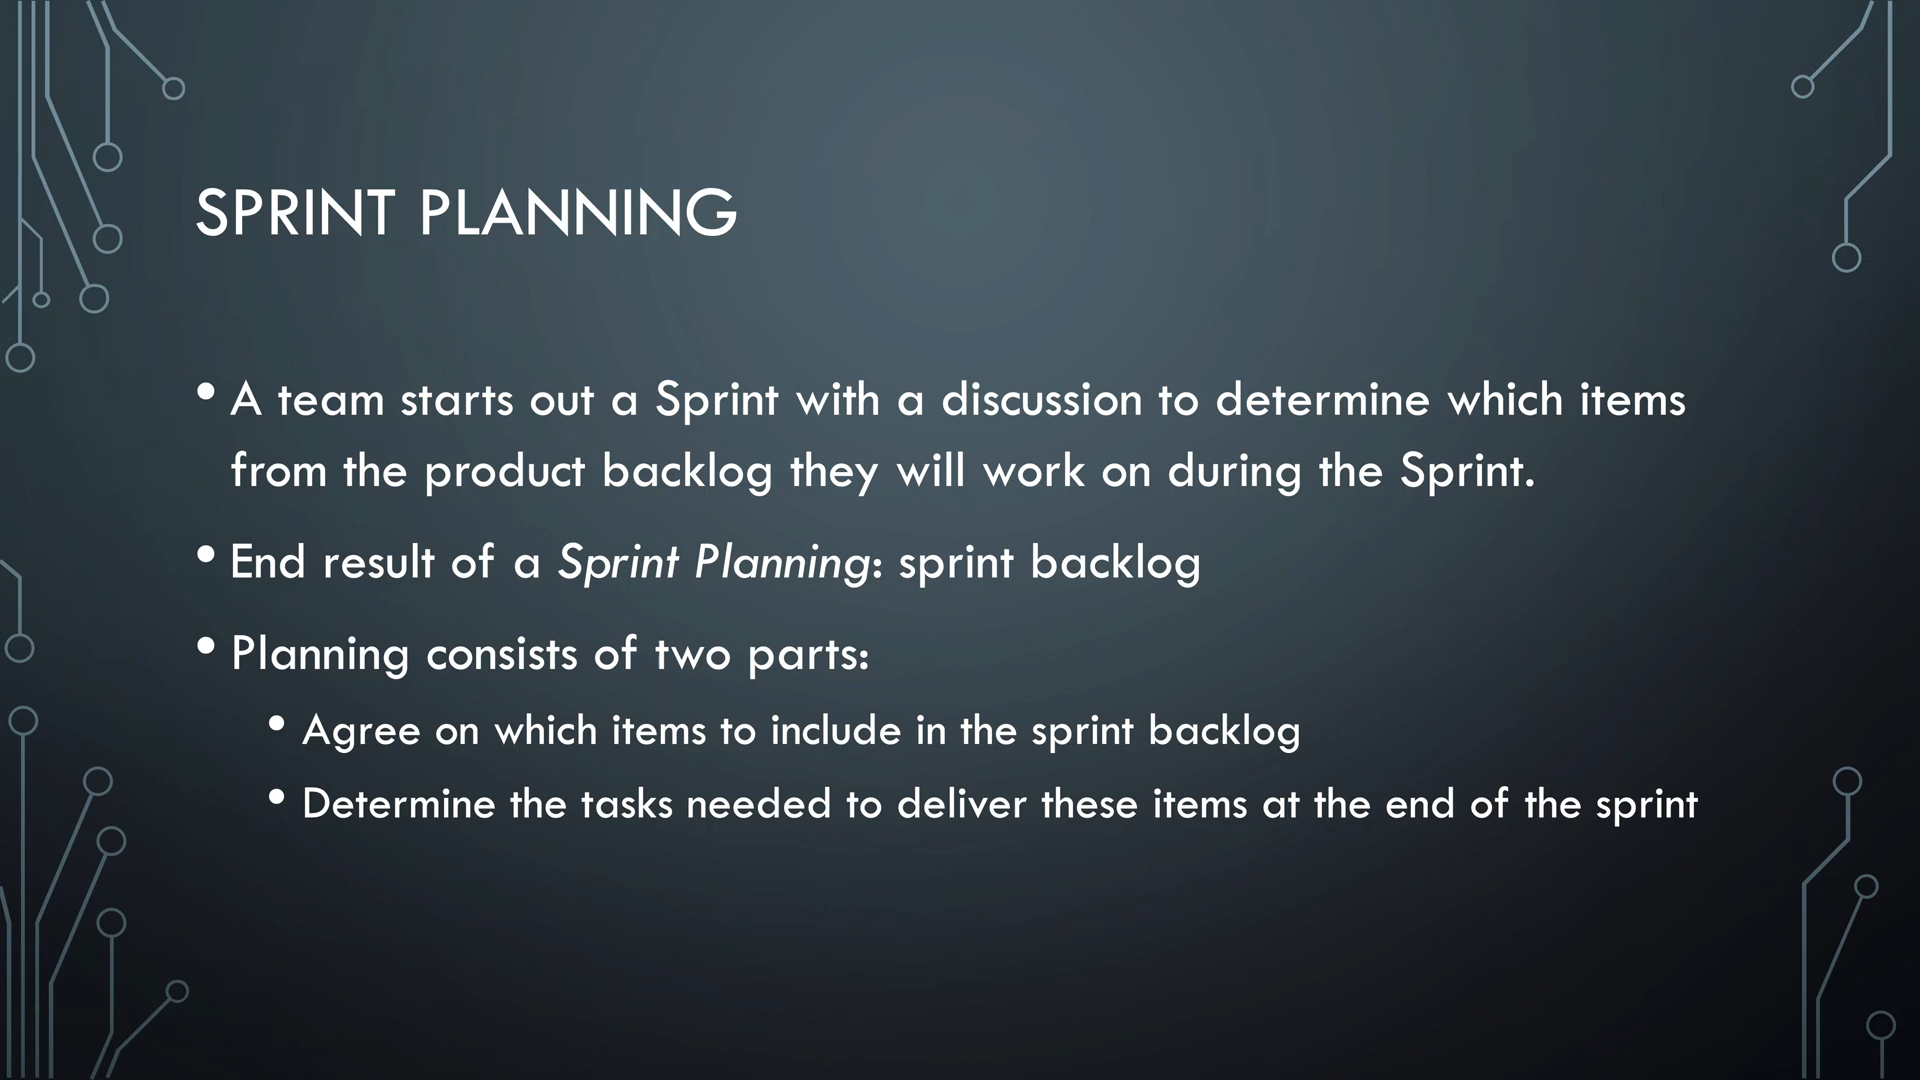 SPRINT PLANNING
• A team starts out a Sprint with a discussion to determine which items
from the product backlog they will work on during the Sprint.
• End result of a Sprint Planning: sprint backlog
• Planning consists of two parts:
• Agree on which items to include in the sprint backlog
• Determine the tasks needed to deliver these items at the end of the sprint